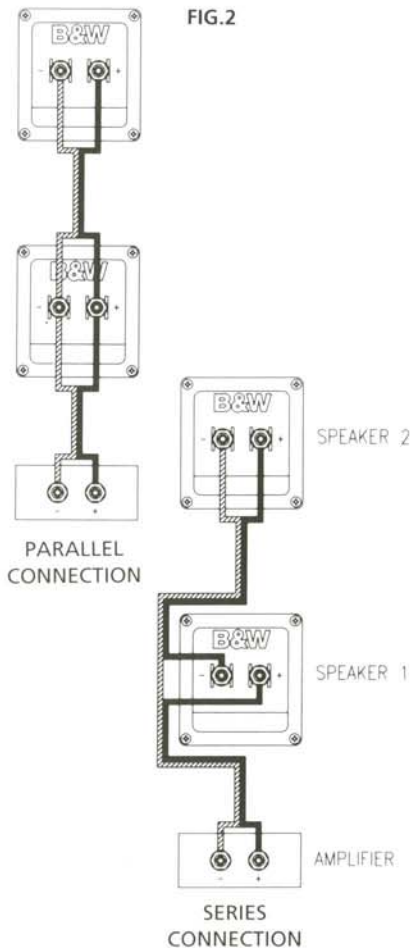 FIG.2
B&W
- +
B&W
- +
- +
PARALLEL
CONNECTION
B&W
- +
SPEAKER 2
B&W
- +
SPEAKER 1
- +
AMPLIFIER
SERIES
CONNECTION